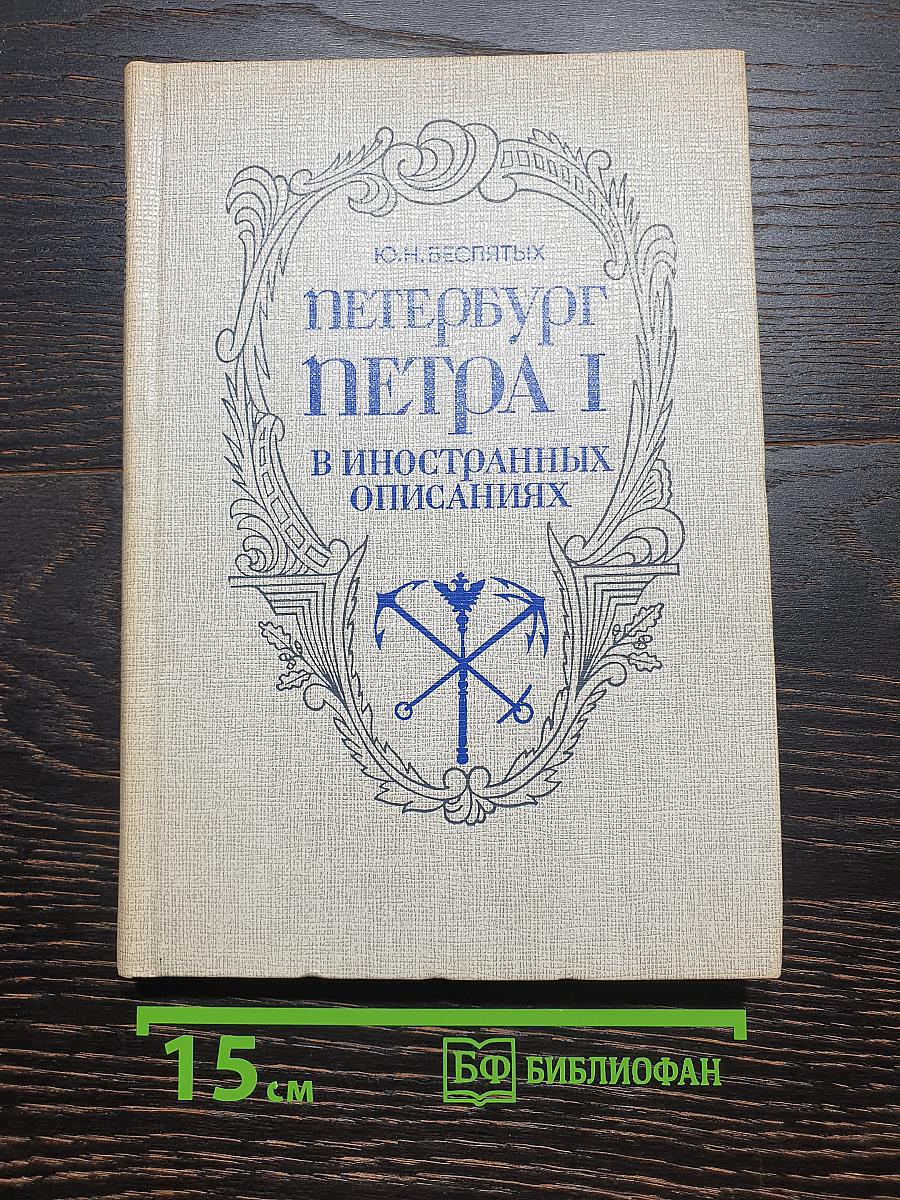 Ю.Н. БЕСПЯТЫХ
ПЕТЕРБУРГ
ПЕТРА I
В ИНОСТРАННЫХ
ОПИСАНИЯХ
15 см
БФ БИБЛИОФАН